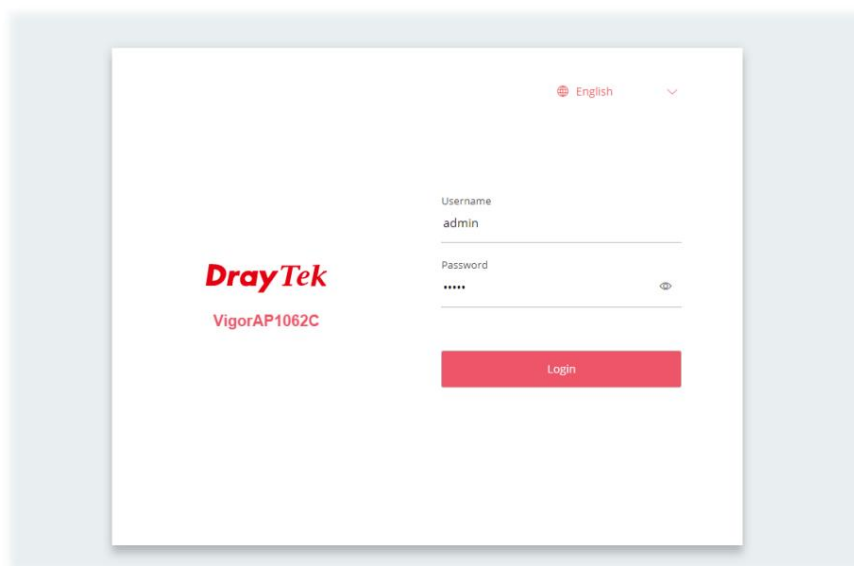 English
Username
admin
Password
•••••
DrayTek
VigorAP1062C
Login